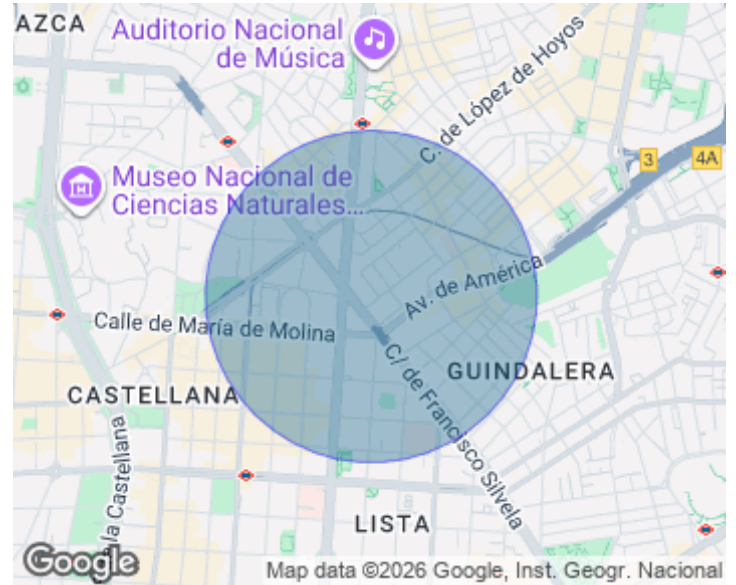 AZCA
Auditorio Nacional
de Música
C. de López de Hoyos
3
4A
Museo Nacional de
Ciencias Naturales....
Av. de América
Calle de María de Molina
GUINDALERA
CASTELLANA
C/ de Francisco Silvela
la Castellana
LISTA
Google
Map data ©2026 Google, Inst. Geogr. Nacional